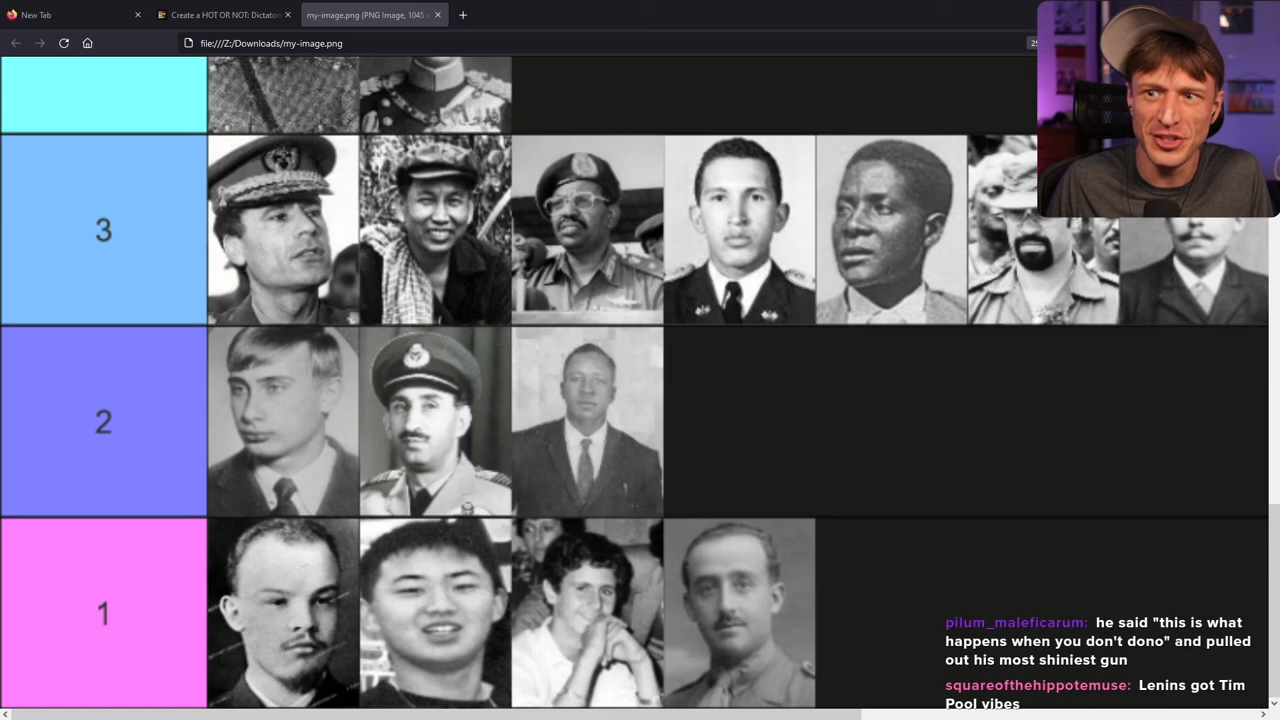 New Tab
Create a HOT OR NOT: Dictator
my-image.png (PNG Image, 1045 ×
file:///Z:/Downloads/my-image.png
25
3
2
1
pilum_maleficarum: he said "this is what
happens when you don't dono" and pulled
out his most shiniest gun
squareofthehippotemuse: Lenins got Tim
Pool vibes